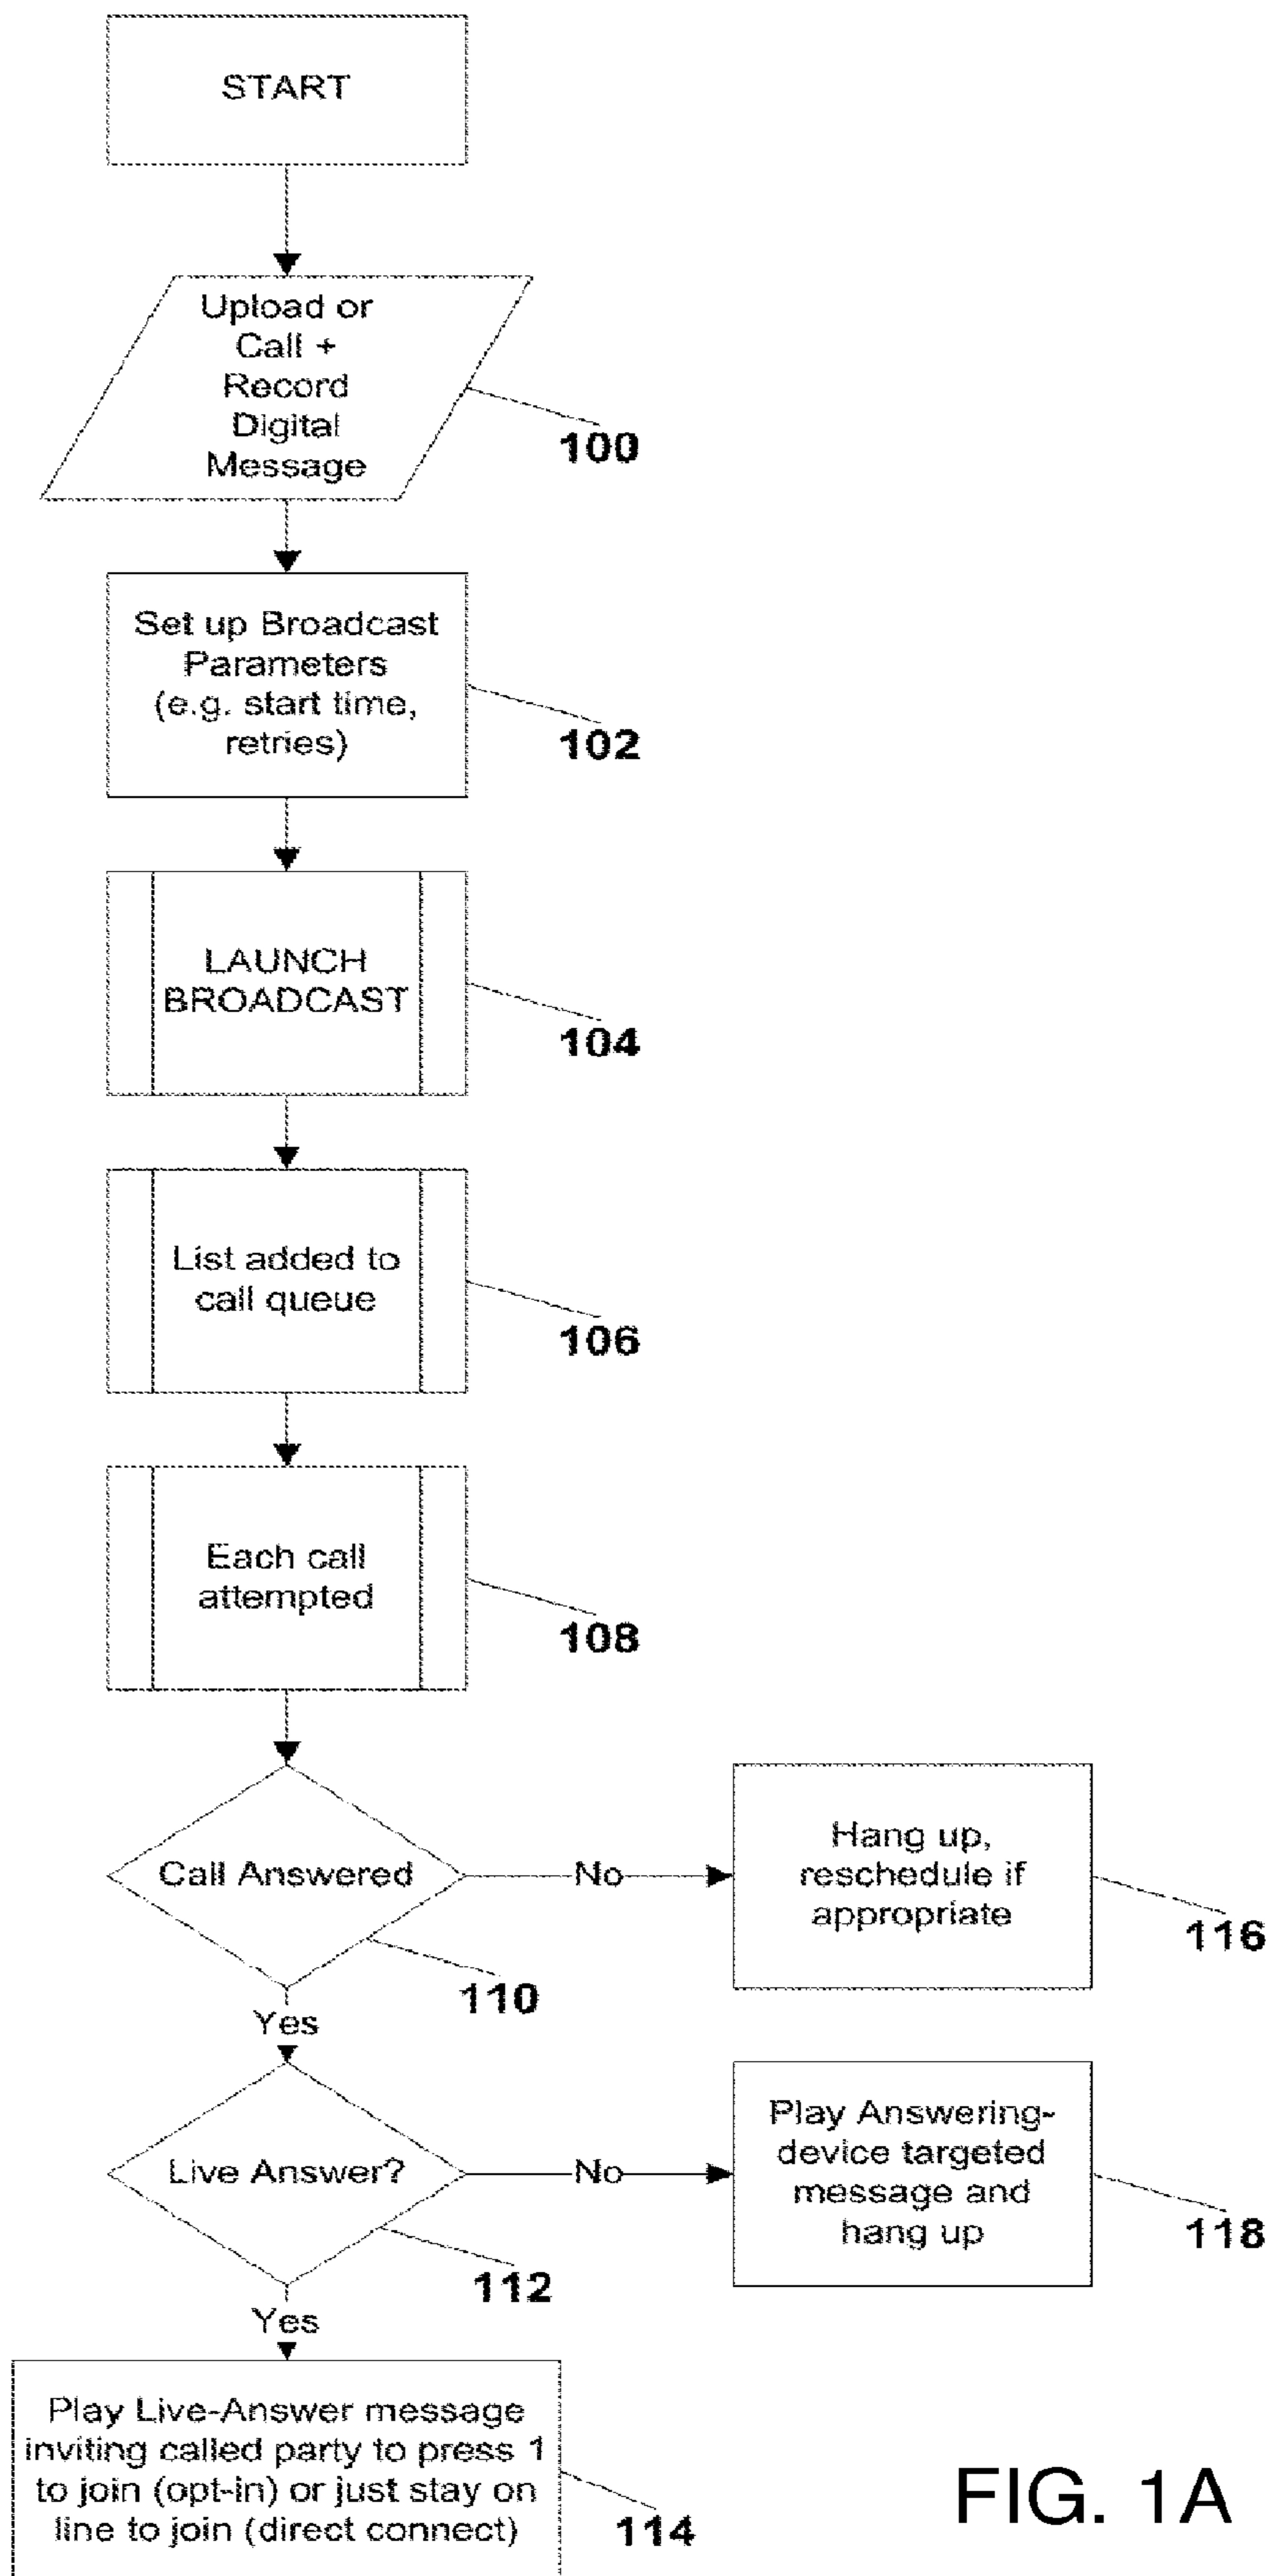 START
Upload or
Call +
Record
Digital
Message
100
Set up Broadcast
Parameters
(e.g. start time,
retries)
102
LAUNCH
BROADCAST
104
List added to
call queue
106
Each call
attempted
108
Call Answered
No
Hang up,
reschedule if
appropriate
116
110
Yes
Live Answer?
No
Play Answering-
device targeted
message and
hang up
118
112
Yes
Play Live-Answer message
inviting called party to press 1
to join (opt-in) or just stay on
line to join (direct connect)
114
FIG. 1A